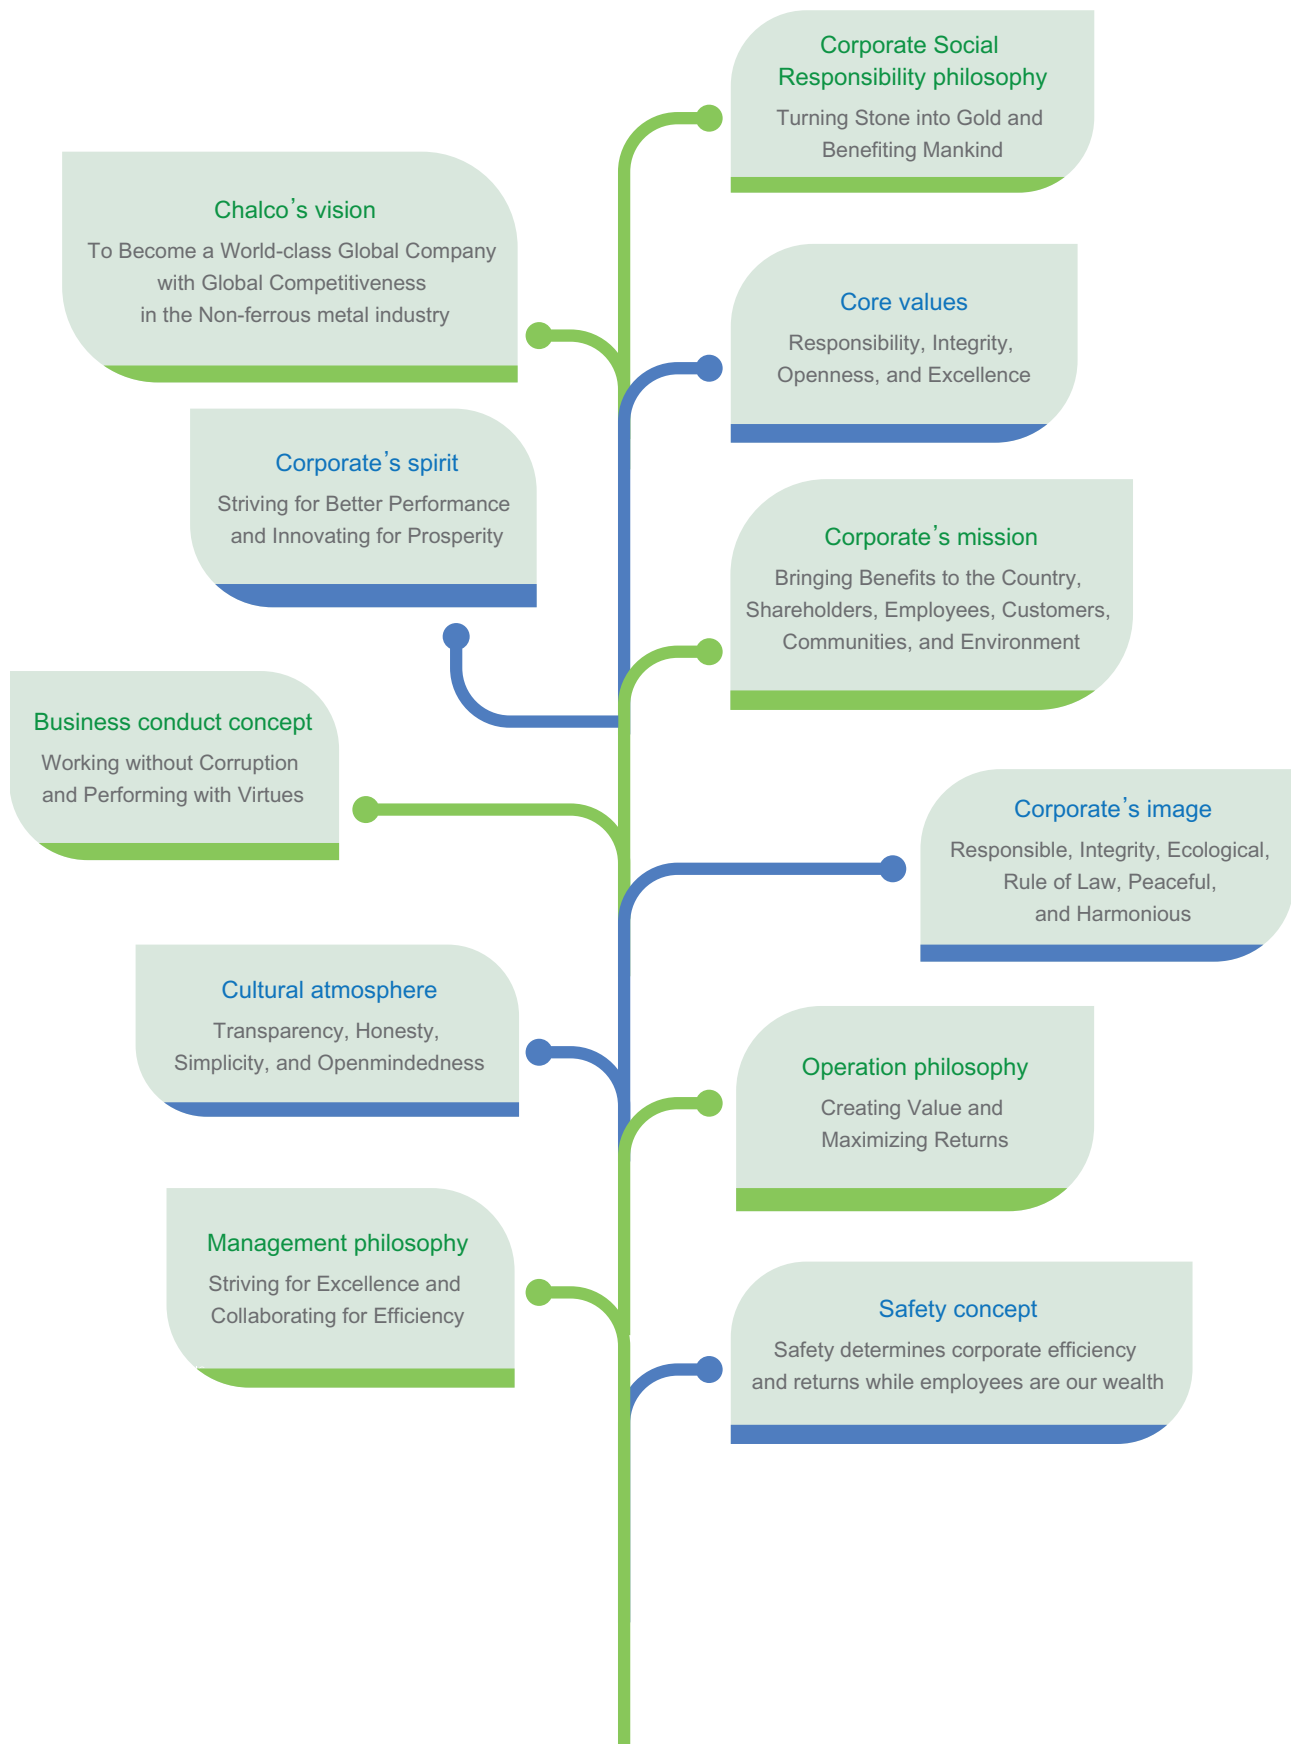 Corporate Social
Responsibility philosophy
Turning Stone into Gold and
Benefiting Mankind
Chalco’s vision
To Become a World-class Global Company
with Global Competitiveness
in the Non-ferrous metal industry
Core values
Responsibility, Integrity,
Openness, and Excellence
Corporate’s spirit
Striving for Better Performance
and Innovating for Prosperity
Corporate’s mission
Bringing Benefits to the Country,
Shareholders, Employees, Customers,
Communities, and Environment
Business conduct concept
Working without Corruption
and Performing with Virtues
Corporate’s image
Responsible, Integrity, Ecological,
Rule of Law, Peaceful,
and Harmonious
Cultural atmosphere
Transparency, Honesty,
Simplicity, and Openmindedness
Operation philosophy
Creating Value and
Maximizing Returns
Management philosophy
Striving for Excellence and
Collaborating for Efficiency
Safety concept
Safety determines corporate efficiency
and returns while employees are our wealth